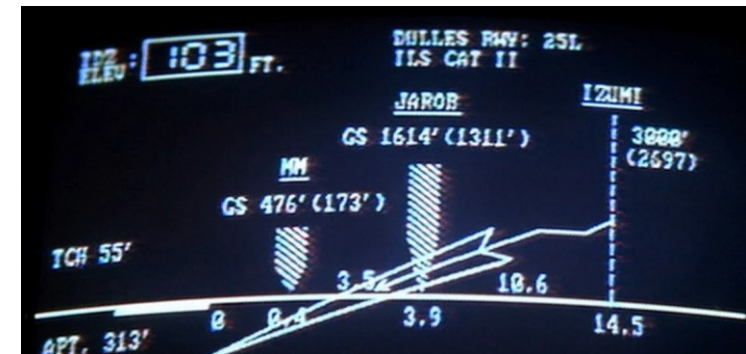 TDZ
ELEV: 103 FT.
DULLES RWY: 25L
ILS CAT II
JAROB
IZUMI
GS 1614' (1311')
3000'
(2697)
MM
GS 476' (173')
TCH 55'
3.5
10.6
0
0.4
3.9
14.5
APT. 313'